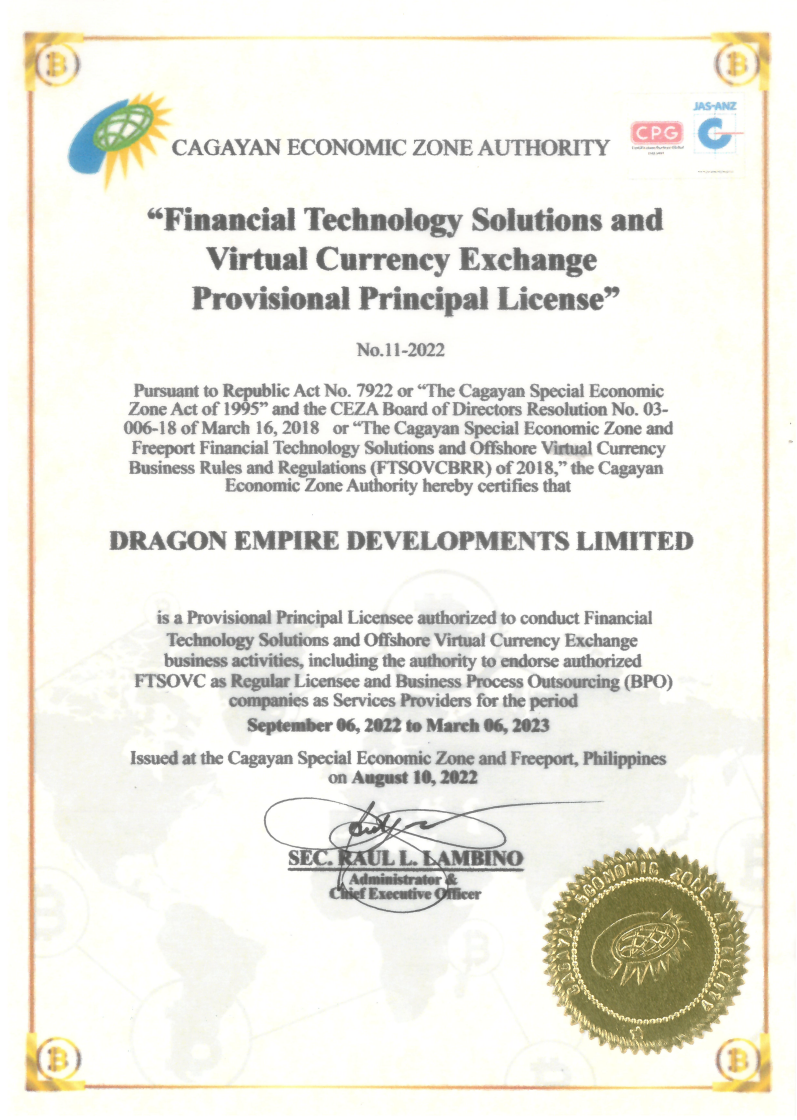 CAGAYAN ECONOMIC ZONE AUTHORITY
CPG
JAS-ANZ
“Financial Technology Solutions and
Virtual Currency Exchange
Provisional Principal License”
No.11-2022
Pursuant to Republic Act No. 7922 or “The Cagayan Special Economic
Zone Act of 1995” and the CEZA Board of Directors Resolution No. 03-
006-18 of March 16, 2018 or “The Cagayan Special Economic Zone and
Freeport Financial Technology Solutions and Offshore Virtual Currency
Business Rules and Regulations (FTSOVCBRR) of 2018,” the Cagayan
Economic Zone Authority hereby certifies that
DRAGON EMPIRE DEVELOPMENTS LIMITED
is a Provisional Principal Licensee authorized to conduct Financial
Technology Solutions and Offshore Virtual Currency Exchange
business activities, including the authority to endorse authorized
FTSOVC as Regular Licensee and Business Process Outsourcing (BPO)
companies as Services Providers for the period
September 06, 2022 to March 06, 2023
Issued at the Cagayan Special Economic Zone and Freeport, Philippines
on August 10, 2022
SEC. RAUL L. LAMBINO
Administrator &
Chief Executive Officer
CAGAYAN ECONOMIC ZONE AUTHORITY